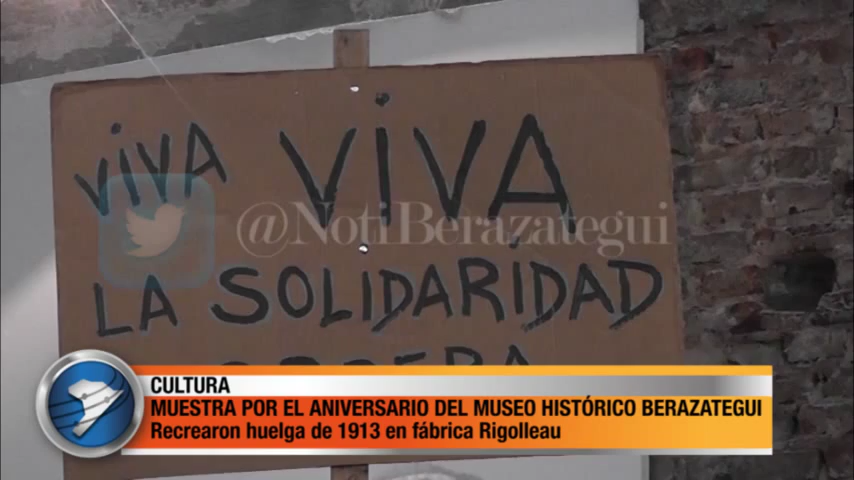 VIVA VIVA
@NotiBerazategui
LA SOLIDARIDAD
OBRERA
CULTURA
MUESTRA POR EL ANIVERSARIO DEL MUSEO HISTÓRICO BERAZATEGUI
Recrearon huelga de 1913 en fábrica Rigolleau